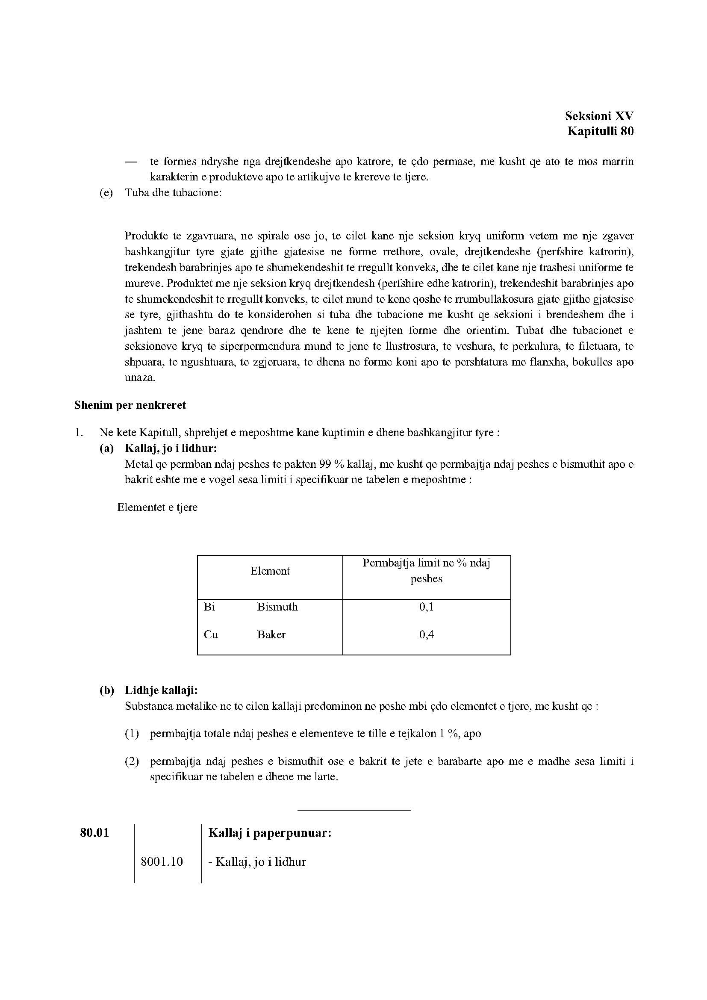 Seksioni XV
Kapitulli 80
— te formes ndryshe nga drejtkendeshe apo katrore, te çdo permase, me kusht qe ato te mos marrin
karakterin e produkteve apo te artikujve te krereve te tjere.
(e) Tuba dhe tubacione:
Produkte te zgavruara, ne spirale ose jo, te cilet kane nje seksion kryq uniform vetem me nje zgaver
bashkangjitur tyre gjate gjithe gjatesise ne forme rrethore, ovale, drejtkendeshe (perfshire katrorin),
trekendesh barabrinjes apo te shumekendeshit te rregullt konveks, dhe te cilet kane nje trashesi uniforme te
mureve. Produktet me nje seksion kryq drejtkendesh (perfshire edhe katrorin), trekendeshit barabrinjes apo
te shumekendeshit te rregullt konveks, te cilet mund te kene qoshe te rrumbullakosura gjate gjithe gjatesise
se tyre, gjithashtu do te konsiderohen si tuba dhe tubacione me kusht qe seksioni i brendeshem dhe i
jashtem te jene baraz qendrore dhe te kene te njejten forme dhe orientim. Tubat dhe tubacionet e
seksioneve kryq te siperpermendura mund te jene te llustrosura, te veshura, te perkulura, te filetuara, te
shpuara, te ngushtuara, te zgjeruara, te dhena ne forme koni apo te pershtatura me flanxha, bokulles apo
unaza.
Shenim per nenkreret
1. Ne kete Kapitull, shprehjet e meposhtme kane kuptimin e dhene bashkangjitur tyre :
(a) Kallaj, jo i lidhur:
Metal qe permban ndaj peshes te pakten 99 % kallaj, me kusht qe permbajtja ndaj peshes e bismuthit apo e
bakrit eshte me e vogel sesa limiti i specifikuar ne tabelen e meposhtme :
Elementet e tjere
Element Permbajtja limit ne % ndaj
peshes
Bi Bismuth 0,1
Cu Baker 0,4
(b) Lidhje kallaji:
Substanca metalike ne te cilen kallaji predominon ne peshe mbi çdo elementet e tjere, me kusht qe :
(1) permbajtja totale ndaj peshes e elementeve te tille e tejkalon 1 %, apo
(2) permbajtja ndaj peshes e bismuthit ose e bakrit te jete e barabarte apo me e madhe sesa limiti i
specifikuar ne tabelen e dhene me larte.
80.01 Kallaj i paperpunuar:
8001.10 - Kallaj, jo i lidhur